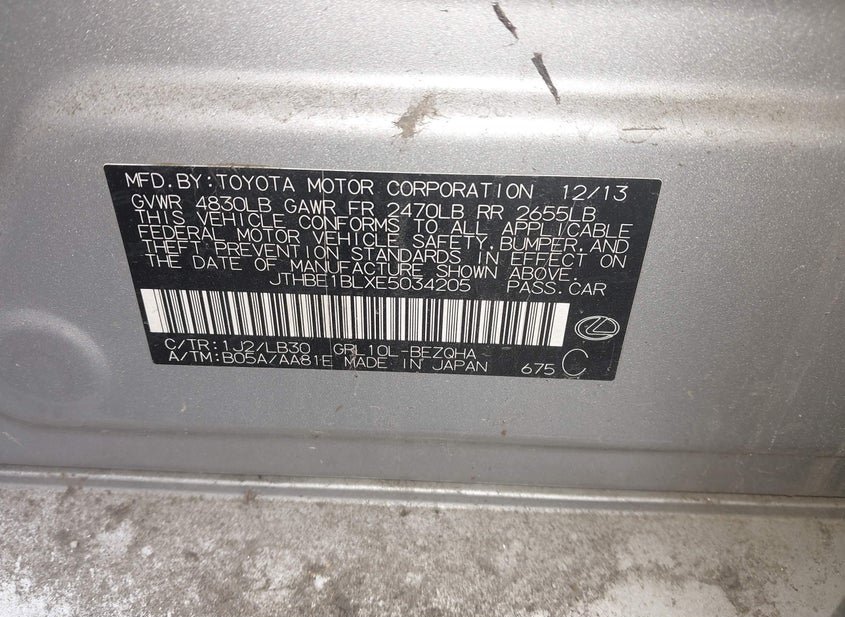 MFD.BY:TOYOTA MOTOR CORPORATION 12/13
GVWR 4830LB GAWR FR 2470LB RR 2655LB
THIS VEHICLE CONFORMS TO ALL APPLICABLE
FEDERAL MOTOR VEHICLE SAFETY, BUMPER, AND
THEFT PREVENTION STANDARDS IN EFFECT ON
THE DATE OF MANUFACTURE SHOWN ABOVE.
JTHBE1BLXE5034205 PASS.CAR
C/TR:1J2/LB30 GRL10L-BEZQHA
A/TM:B05A/AA81E MADE IN JAPAN 675 C